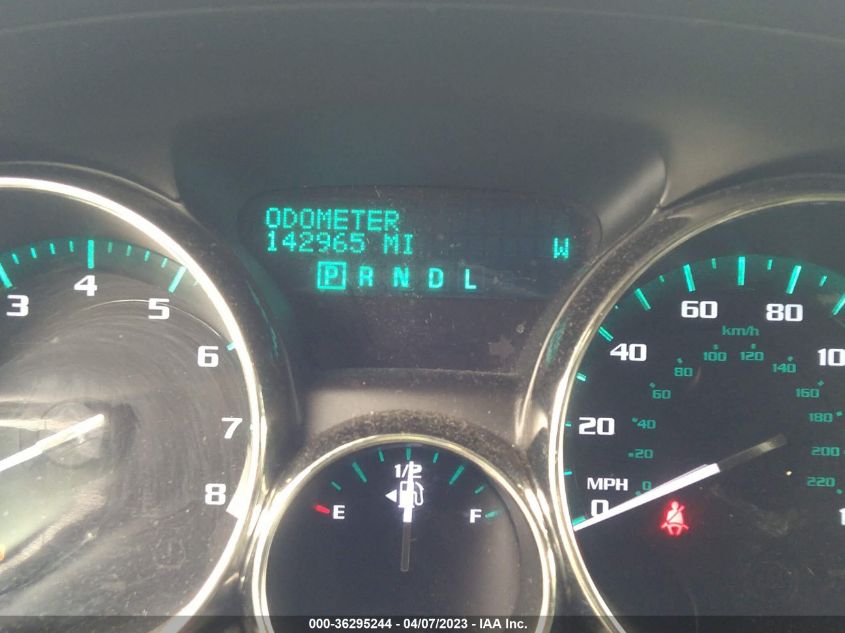 ODOMETER
142965 MI
W
P R N D L
3 4 5 6 7 8
1/2
E F
20 40 60 80
MPH 0
km/h
0 20 40 60 80 100 120 140 160 180 200 220
000-36295244 - 04/07/2023 - IAA Inc.